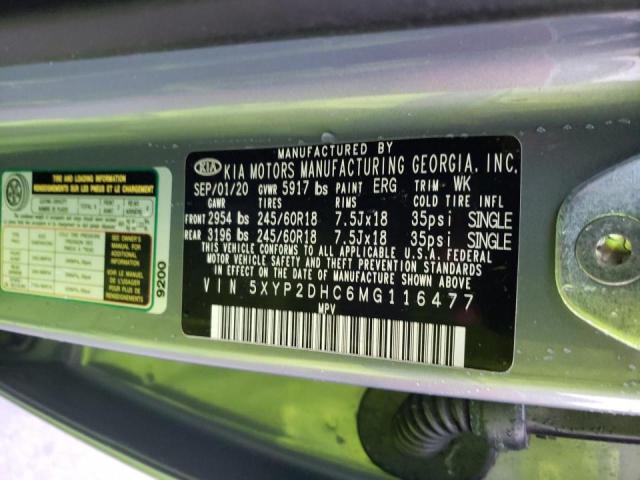 MANUFACTURED BY
KIA KIA MOTORS MANUFACTURING GEORGIA, INC.
SEP/01/20 GVWR 5917 lbs PAINT ERG TRIM WK
GAWR TIRES RIMS COLD TIRE INFL
FRONT 2954 lbs 245/60R18 7.5Jx18 35psi SINGLE
REAR 3196 lbs 245/60R18 7.5Jx18 35psi SINGLE
THIS VEHICLE CONFORMS TO ALL APPLICABLE U.S.A. FEDERAL
MOTOR VEHICLE SAFETY AND THEFT PREVENTION STANDARDS
IN EFFECT ON THE DATE OF MANUFACTURE SHOWN ABOVE.
VIN 5XYP2DHC6MG116477
MPV
TIRE AND LOADING INFORMATION
RENSEIGNEMENTS SUR LES PNEUS ET LE CHARGEMENT
SEE OWNER'S
MANUAL FOR
ADDITIONAL
INFORMATION
VOIR LE MANUEL
DE L'USAGER
POUR PLUS DE
RENSEIGNEMENTS
9200